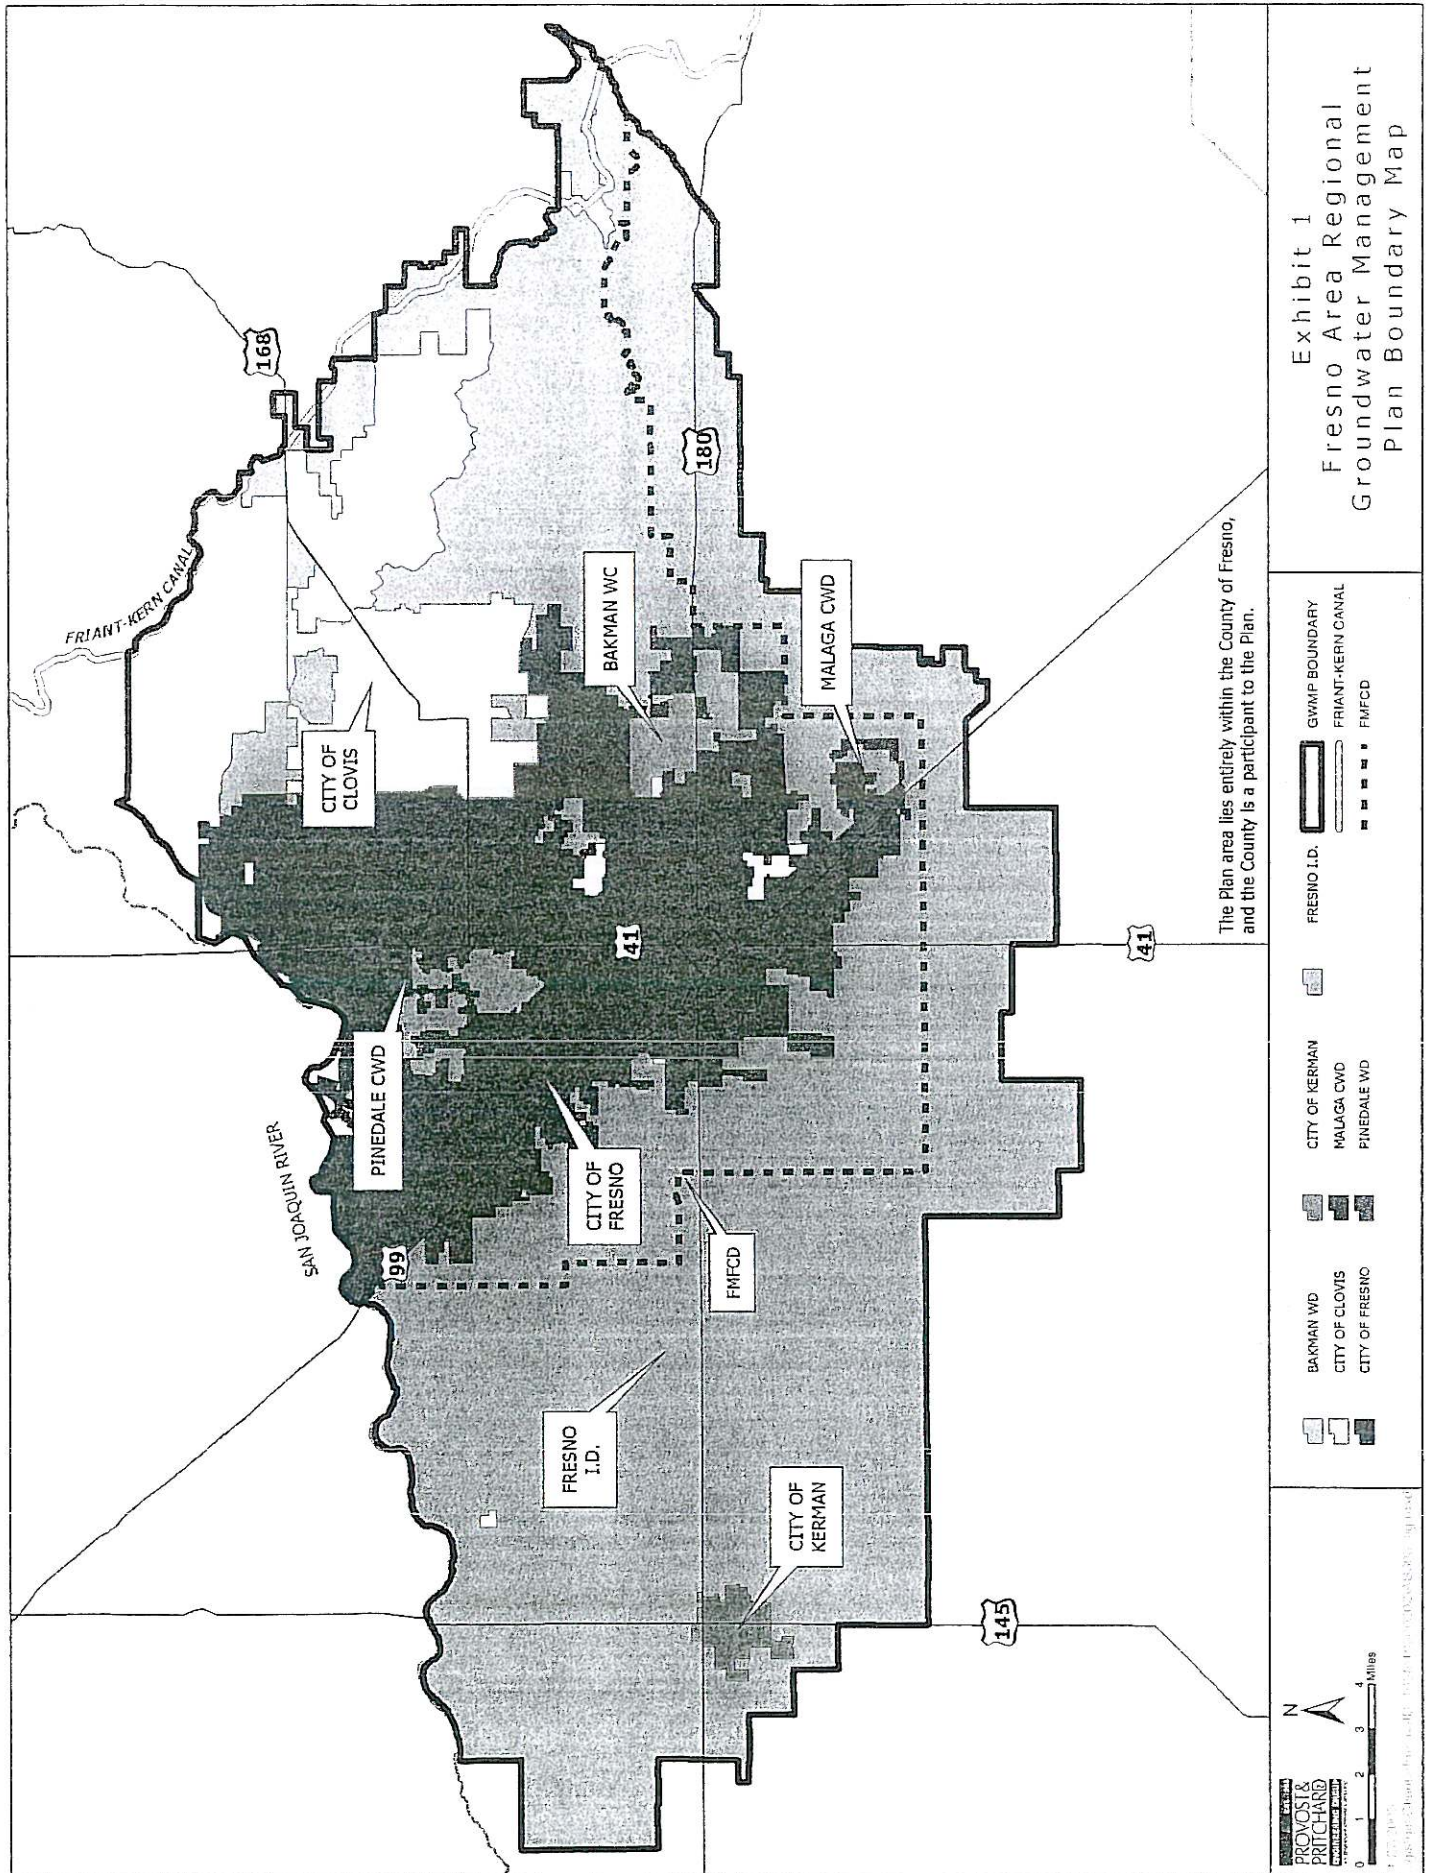 FRIANT-KERN CANAL
168
SAN JOAQUIN RIVER
CITY OF
CLOVIS
PINEDALE CWD
99
BAKMAN WC
180
41
CITY OF
FRESNO
FRESNO
I.D.
FMFCD
MALAGA CWD
CITY OF
KERMAN
145
41
The Plan area lies entirely within the County of Fresno,
and the County is a participant to the Plan.
PROVOST &
PRITCHARD
N
0 1 2 3 4 Miles
BAKMAN WD
CITY OF CLOVIS
CITY OF FRESNO
CITY OF KERMAN
MALAGA CWD
PINEDALE WD
FRESNO I.D.
GWMP BOUNDARY
FRIANT-KERN CANAL
FMFCD
Exhibit 1
Fresno Area Regional
Groundwater Management
Plan Boundary Map